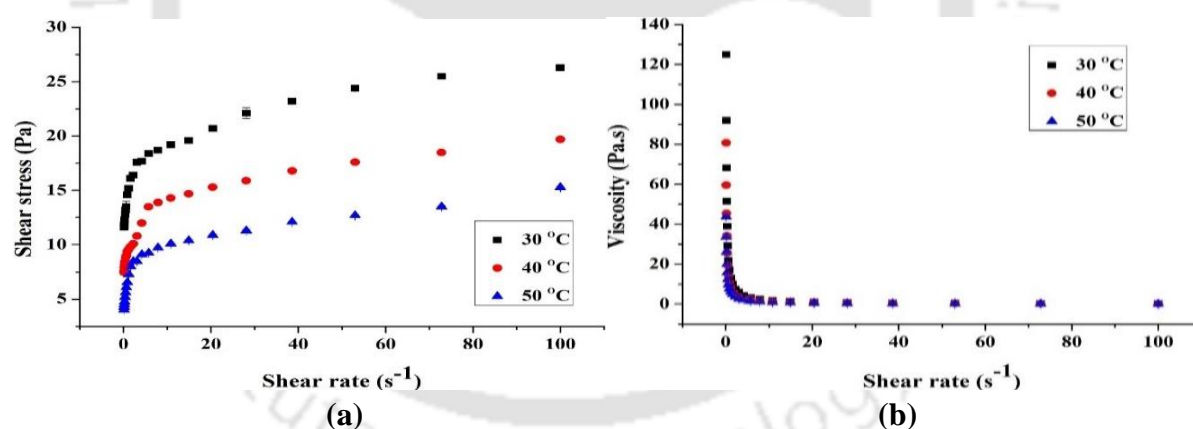 30
25
20
15
10
5
Shear stress (Pa)
30 °C
40 °C
50 °C
0 20 40 60 80 100
Shear rate (s-1)
(a)
140
120
100
80
60
40
20
0
Viscosity (Pa.s)
30 °C
40 °C
50 °C
0 20 40 60 80 100
Shear rate (s-1)
(b)